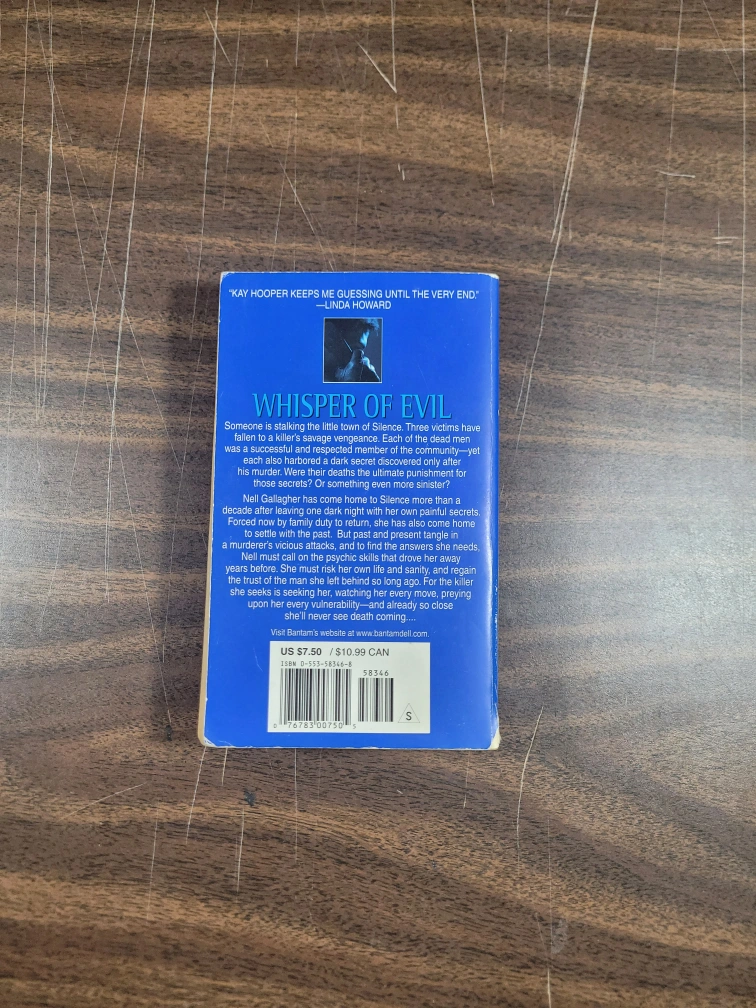 "KAY HOOPER KEEPS ME GUESSING UNTIL THE VERY END."
—LINDA HOWARD
WHISPER OF EVIL
Someone is stalking the little town of Silence. Three victims have
fallen to a killer's savage vengeance. Each of the dead men
was a successful and respected member of the community—yet
each also harbored a dark secret discovered only after
his murder. Were their deaths the ultimate punishment for
those secrets? Or something even more sinister?
Nell Gallagher has come home to Silence more than a
decade after leaving one dark night with her own painful secrets.
Forced now by family duty to return, she has also come home
to settle with the past. But past and present tangle in
a murderer's vicious attacks, and to find the answers she needs,
Nell must call on the psychic skills that drove her away
years before. She must risk her own life and sanity, and regain
the trust of the man she left behind so long ago. For the killer
she seeks is seeking her, watching her every move, preying
upon her every vulnerability—and already so close
she'll never see death coming....
Visit Bantam's website at www.bantamdell.com.
US $7.50 / $10.99 CAN
ISBN 0-553-58346-8
58346
0 76783 00750 5
S